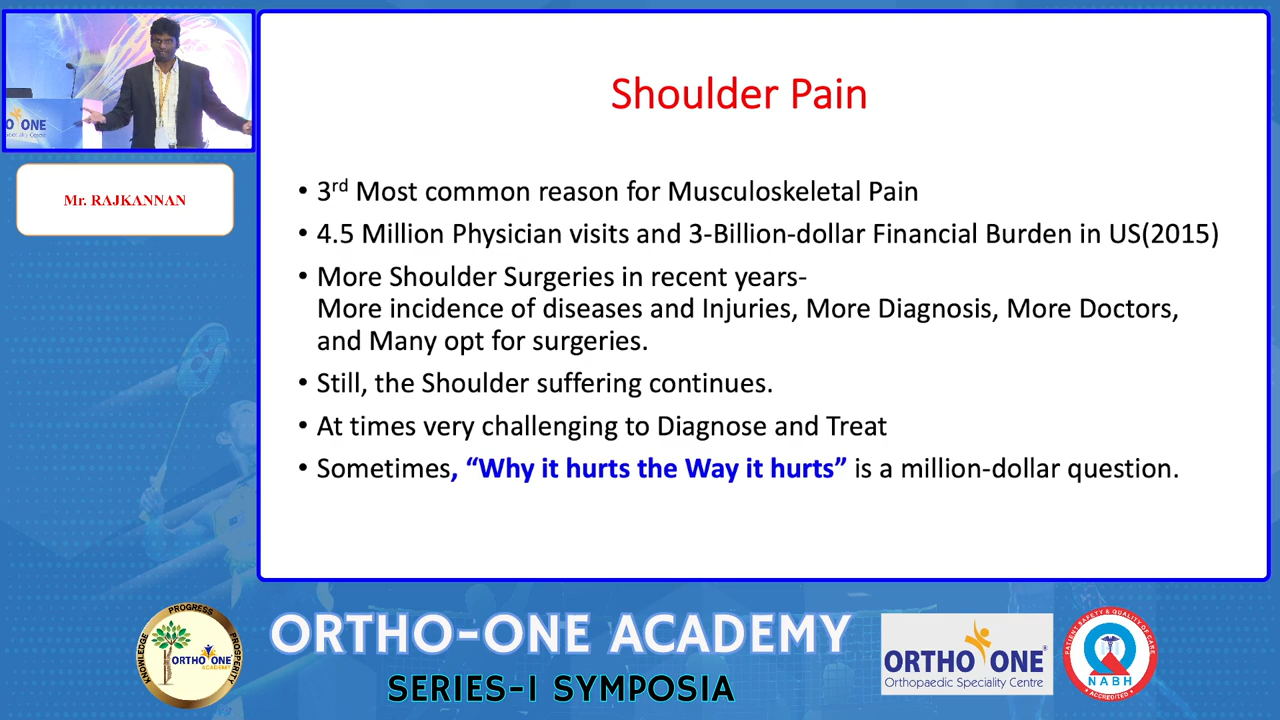 O ONE
Speciality Centre
Mr. RAJKANNAN
Shoulder Pain
• 3rd Most common reason for Musculoskeletal Pain
• 4.5 Million Physician visits and 3-Billion-dollar Financial Burden in US(2015)
• More Shoulder Surgeries in recent years-
More incidence of diseases and Injuries, More Diagnosis, More Doctors,
and Many opt for surgeries.
• Still, the Shoulder suffering continues.
• At times very challenging to Diagnose and Treat
• Sometimes, “Why it hurts the Way it hurts” is a million-dollar question.
KNOWLEDGE PROGRESS PROSPERITY
ORTHO ONE
ACADEMY
ORTHO-ONE ACADEMY
SERIES-I SYMPOSIA
ORTHO ONE®
Orthopaedic Speciality Centre
PATIENT SAFETY & QUALITY OF CARE
NABH
ACCREDITED